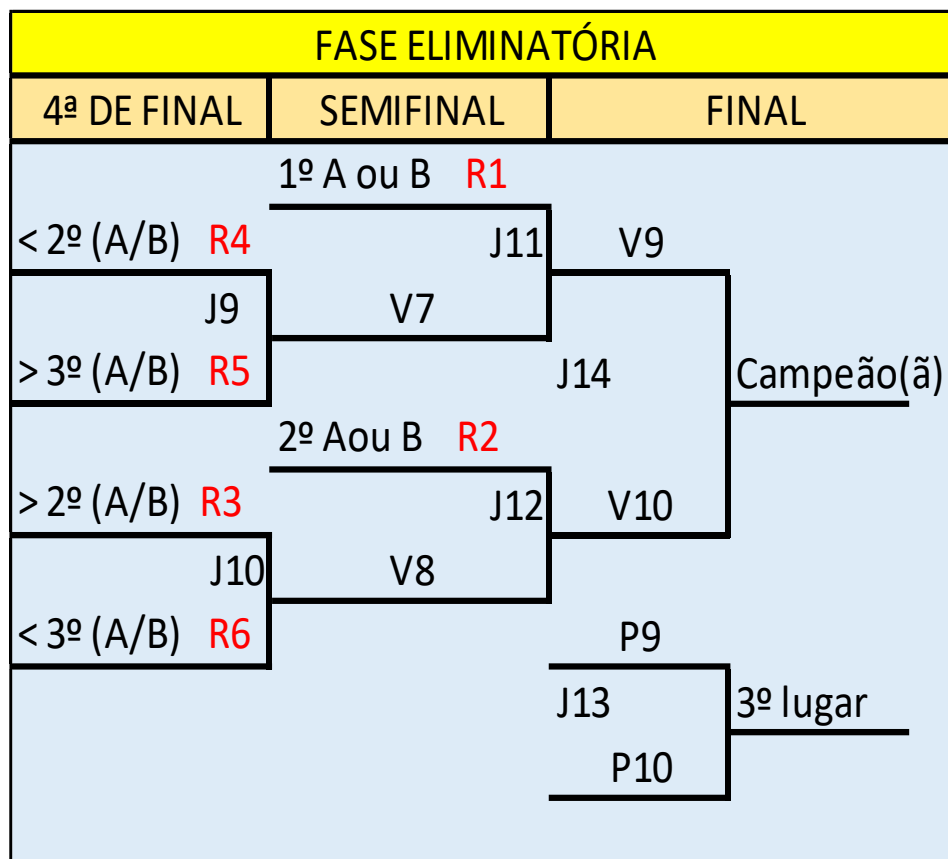 FASE ELIMINATÓRIA
4ª DE FINAL SEMIFINAL FINAL
1º A ou B R1
< 2º (A/B) R4 J11 V9
J9 V7
> 3º (A/B) R5 J14 Campeão(ã)
2º Aou B R2
> 2º (A/B) R3 J12 V10
J10 V8
< 3º (A/B) R6 P9
J13 3º lugar
P10